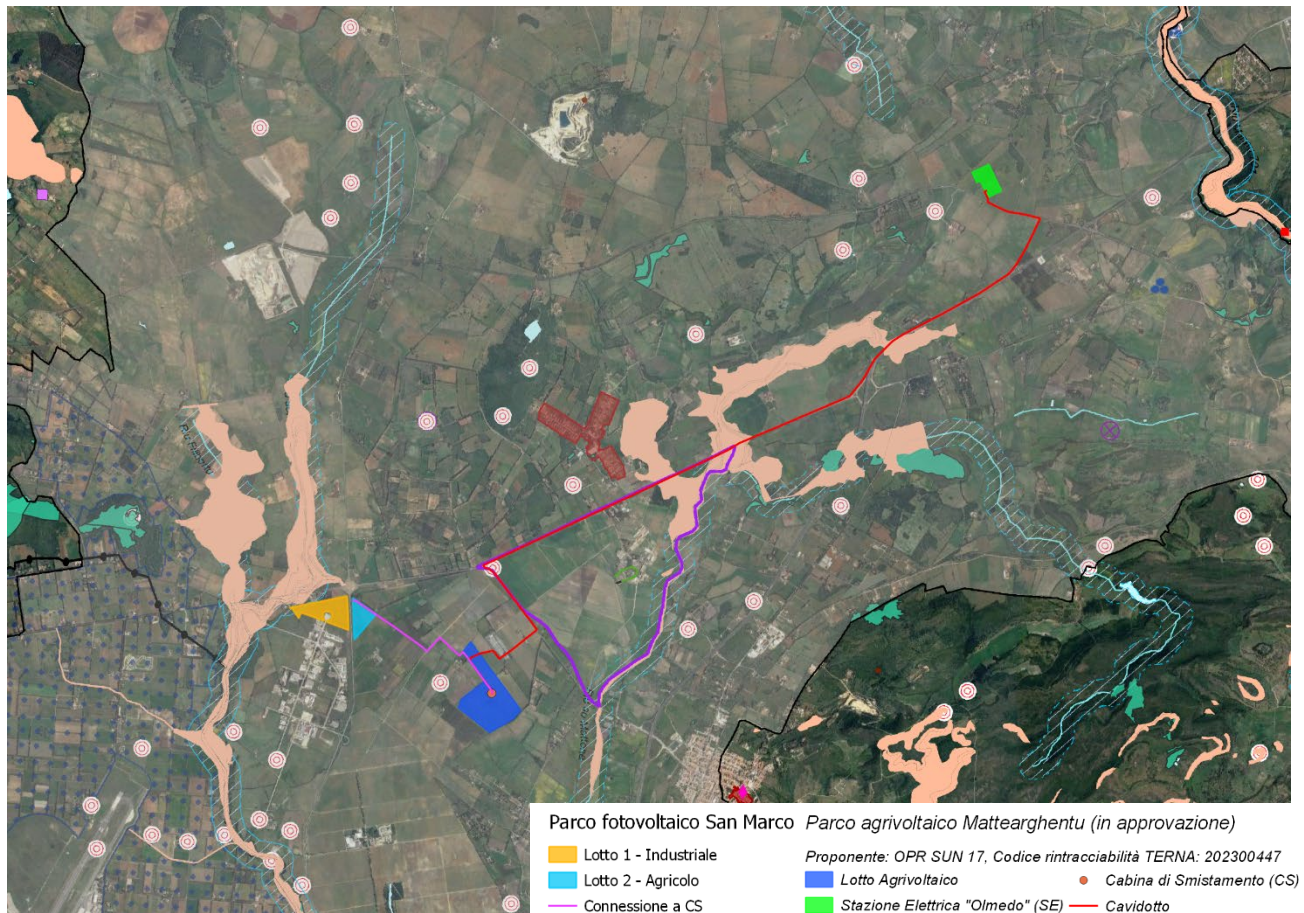 Parco fotovoltaico San Marco
Lotto 1 - Industriale
Lotto 2 - Agricolo
Connessione a CS
Parco agrivoltaico Mattearghentu (in approvazione)
Proponente: OPR SUN 17, Codice rintracciabilità TERNA: 202300447
Lotto Agrivoltaico
Stazione Elettrica "Olmedo" (SE)
Cabina di Smistamento (CS)
Cavidotto